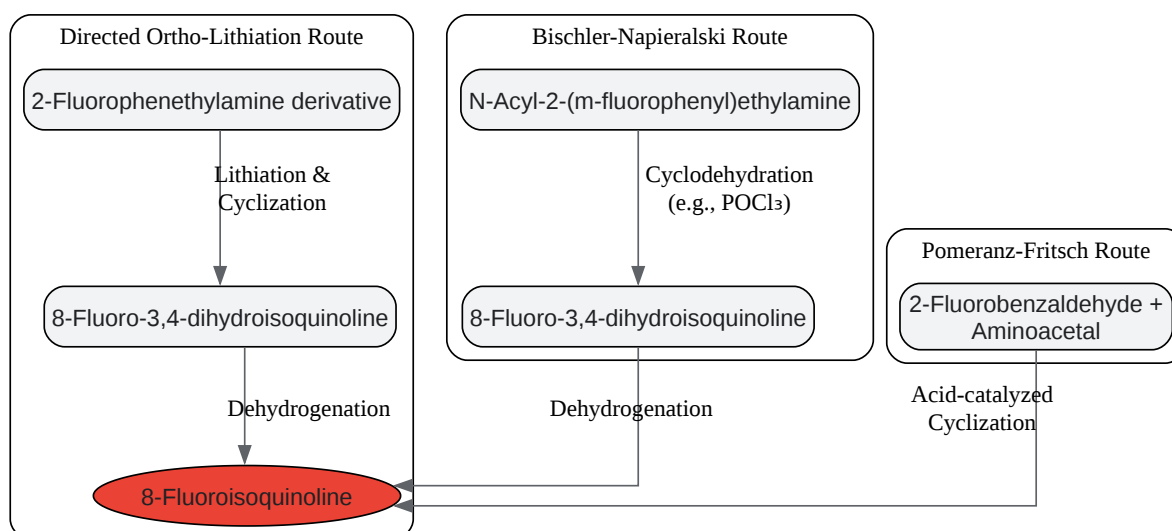 Directed Ortho-Lithiation Route
2-Fluorophenethylamine derivative
Lithiation &
Cyclization
8-Fluoro-3,4-dihydroisoquinoline
Dehydrogenation
8-Fluoroisoquinoline
Bischler-Napieralski Route
N-Acyl-2-(m-fluorophenyl)ethylamine
Cyclodehydration
(e.g., POCl₃)
8-Fluoro-3,4-dihydroisoquinoline
Dehydrogenation
Pomeranz-Fritsch Route
2-Fluorobenzaldehyde +
Aminoacetal
Acid-catalyzed
Cyclization